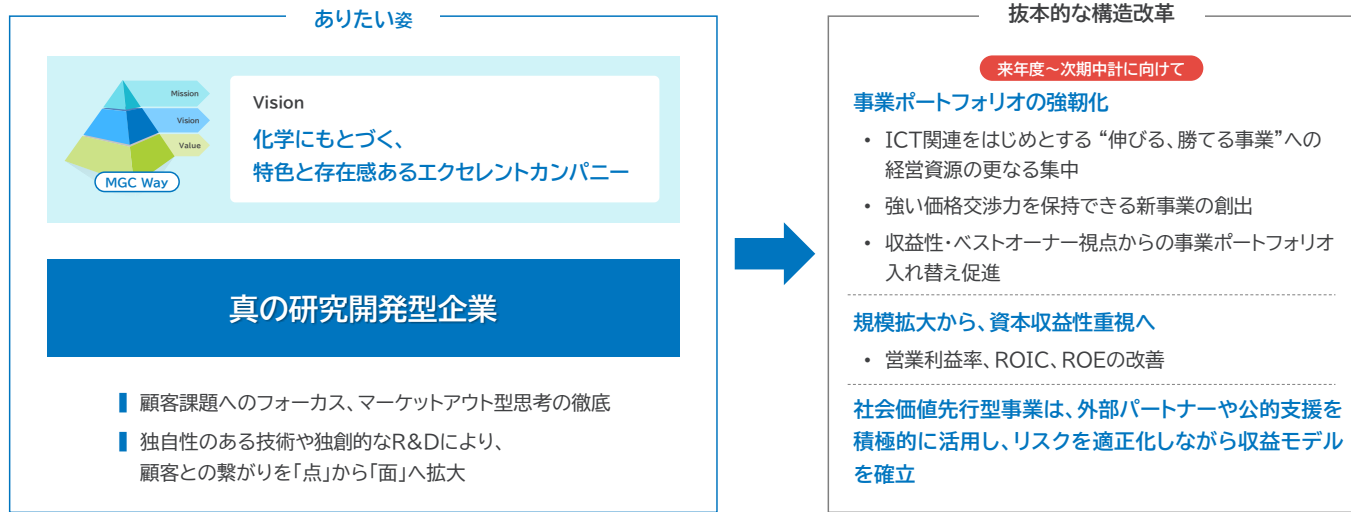 ありたい姿
Mission
Vision
Value
MGC Way
Vision
化学にもとづく、
特色と存在感あるエクセレントカンパニー
真の研究開発型企業
顧客課題へのフォーカス、マーケットアウト型思考の徹底
独自性のある技術や独創的なR&Dにより、
顧客との繋がりを「点」から「面」へ拡大
抜本的な構造改革
来年度～次期中計に向けて
事業ポートフォリオの強靭化
• ICT関連をはじめとする “伸びる、勝てる事業”への
経営資源の更なる集中
• 強い価格交渉力を保持できる新事業の創出
• 収益性・ベストオーナー視点からの事業ポートフォリオ
入れ替え促進
規模拡大から、資本収益性重視へ
• 営業利益率、ROIC、ROEの改善
社会価値先行型事業は、外部パートナーや公的支援を
積極的に活用し、リスクを適正化しながら収益モデル
を確立